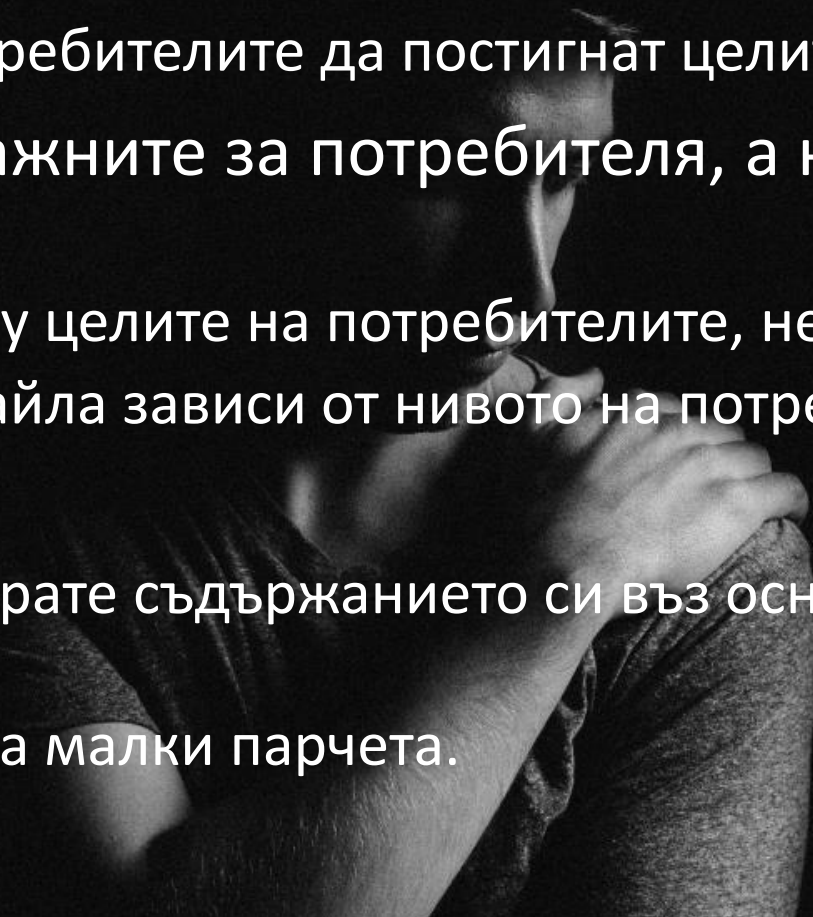 ребителите да постигнат цели
жните за потребителя, а н
у целите на потребителите, не
айла зависи от нивото на потре
рате съдържанието си въз осн
а малки парчета.